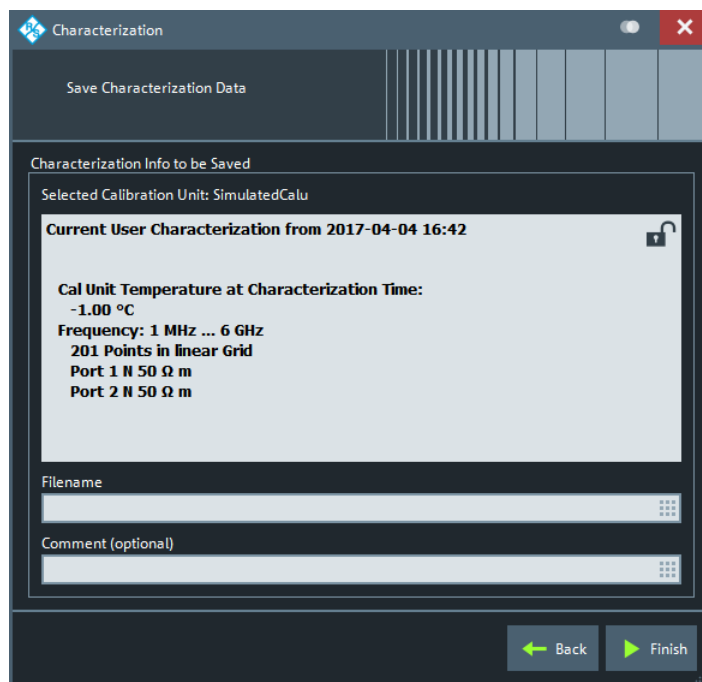 Characterization
Save Characterization Data
Characterization Info to be Saved
Selected Calibration Unit: SimulatedCalu
Current User Characterization from 2017-04-04 16:42
Cal Unit Temperature at Characterization Time:
-1.00 °C
Frequency: 1 MHz ... 6 GHz
201 Points in linear Grid
Port 1 N 50 Ω m
Port 2 N 50 Ω m
Filename
Comment (optional)
Back
Finish